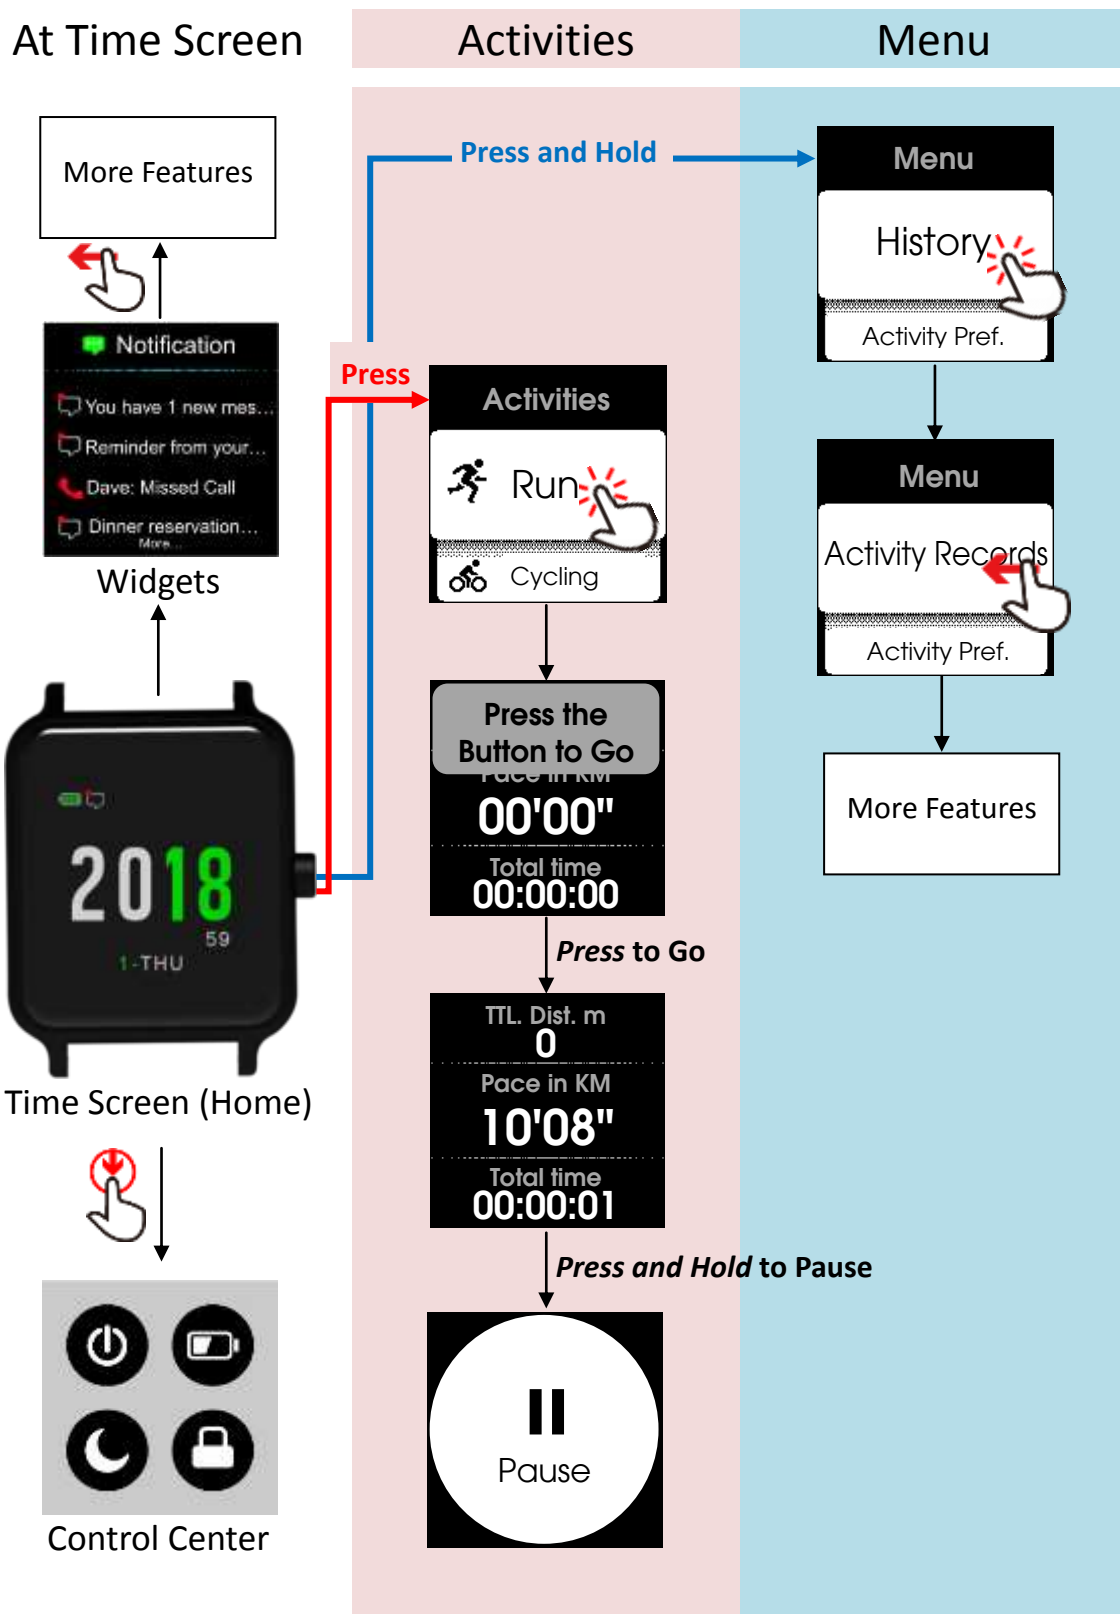 At Time Screen
Activities
Menu
More Features
Notification
You have 1 new mes...
Reminder from your...
Dave: Missed Call
Dinner reservation...
More...
Widgets
2018
59
1-THU
Time Screen (Home)
Control Center
Press and Hold
Press
Activities
Run
Cycling
Press the
Button to Go
Pace in KM
00'00"
Total time
00:00:00
Press to Go
TTL. Dist. m
0
Pace in KM
10'08"
Total time
00:00:01
Press and Hold to Pause
Pause
Menu
History
Activity Pref.
Menu
Activity Records
Activity Pref.
More Features